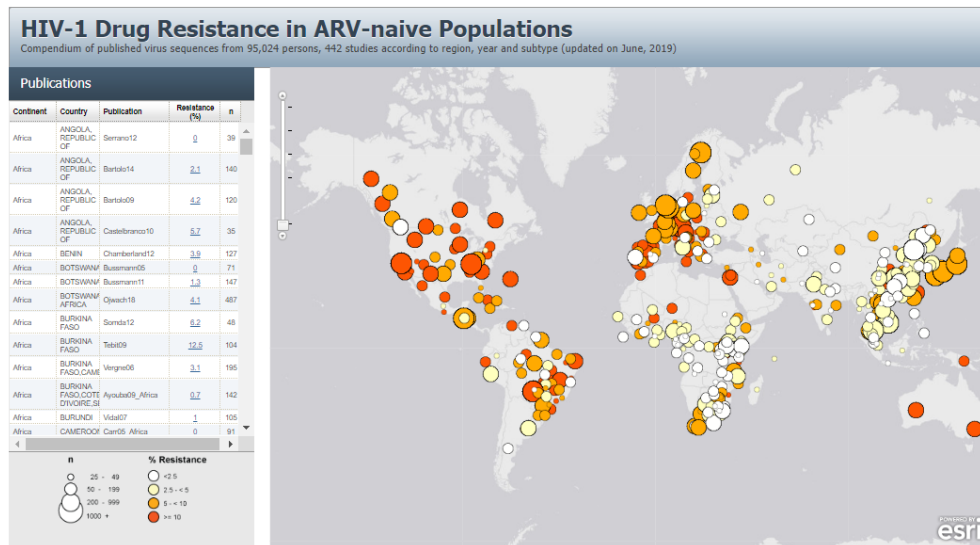 HIV-1 Drug Resistance in ARV-naive Populations
Compendium of published virus sequences from 95,024 persons, 442 studies according to region, year and subtype (updated on June, 2019)
Publications
Continent Country Publication Resistance (%) n
Africa ANGOLA, REPUBLIC OF Serrano12 0 39
Africa ANGOLA, REPUBLIC OF Bartolo14 2.1 140
Africa ANGOLA, REPUBLIC OF Bartolo09 4.2 120
Africa ANGOLA, REPUBLIC OF Castelbranco10 5.7 35
Africa BENIN Chamberland12 3.9 127
Africa BOTSWANA Bussmann05 0 71
Africa BOTSWANA Bussmann11 1.3 147
Africa BOTSWANA AFRICA Ojwach18 4.1 487
Africa BURKINA FASO Somda12 6.2 48
Africa BURKINA FASO Tebit09 12.5 104
Africa BURKINA FASO,CAM Vergne06 3.1 195
Africa BURKINA FASO,COTE D'IVOIRE,SE Ayouba09_Africa 0.7 142
Africa BURUNDI Vidal07 1 105
Africa CAMEROON Carr05_Africa 0 91
n
25 - 49
50 - 199
200 - 999
1000 +
% Resistance
<2.5
2.5 - <5
5 - <10
>= 10
POWERED BY
esri